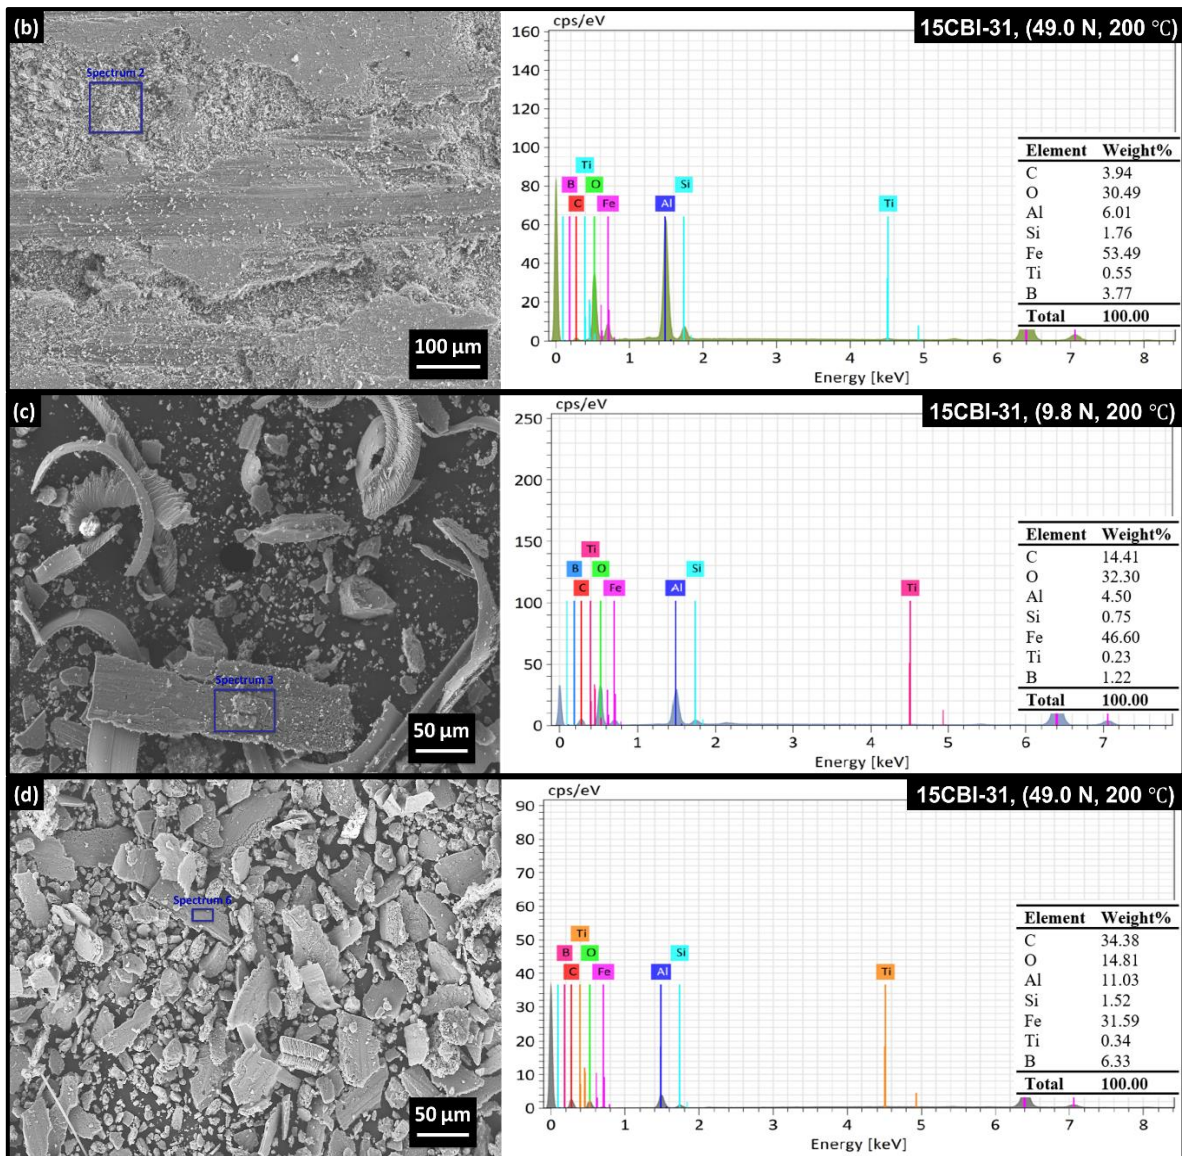 (b)
Spectrum 2
100 µm
cps/eV
15CBI-31, (49.0 N, 200 ℃)
160
140
120
100
80
60
40
20
0
Ti
B O Si
C Fe Al Ti
0 1 2 3 4 5 6 7 8
Energy [keV]
Element Weight%
C 3.94
O 30.49
Al 6.01
Si 1.76
Fe 53.49
Ti 0.55
B 3.77
Total 100.00
(c)
Spectrum 3
50 µm
cps/eV
15CBI-31, (9.8 N, 200 ℃)
250
200
150
100
50
0
Ti
B O Si
C Fe Al Ti
0 1 2 3 4 5 6 7
Energy [keV]
Element Weight%
C 14.41
O 32.30
Al 4.50
Si 0.75
Fe 46.60
Ti 0.23
B 1.22
Total 100.00
(d)
Spectrum 6
50 µm
cps/eV
15CBI-31, (49.0 N, 200 ℃)
90
80
70
60
50
40
30
20
10
0
Ti
B O Si
C Fe Al Ti
0 1 2 3 4 5 6 7 8
Energy [keV]
Element Weight%
C 34.38
O 14.81
Al 11.03
Si 1.52
Fe 31.59
Ti 0.34
B 6.33
Total 100.00